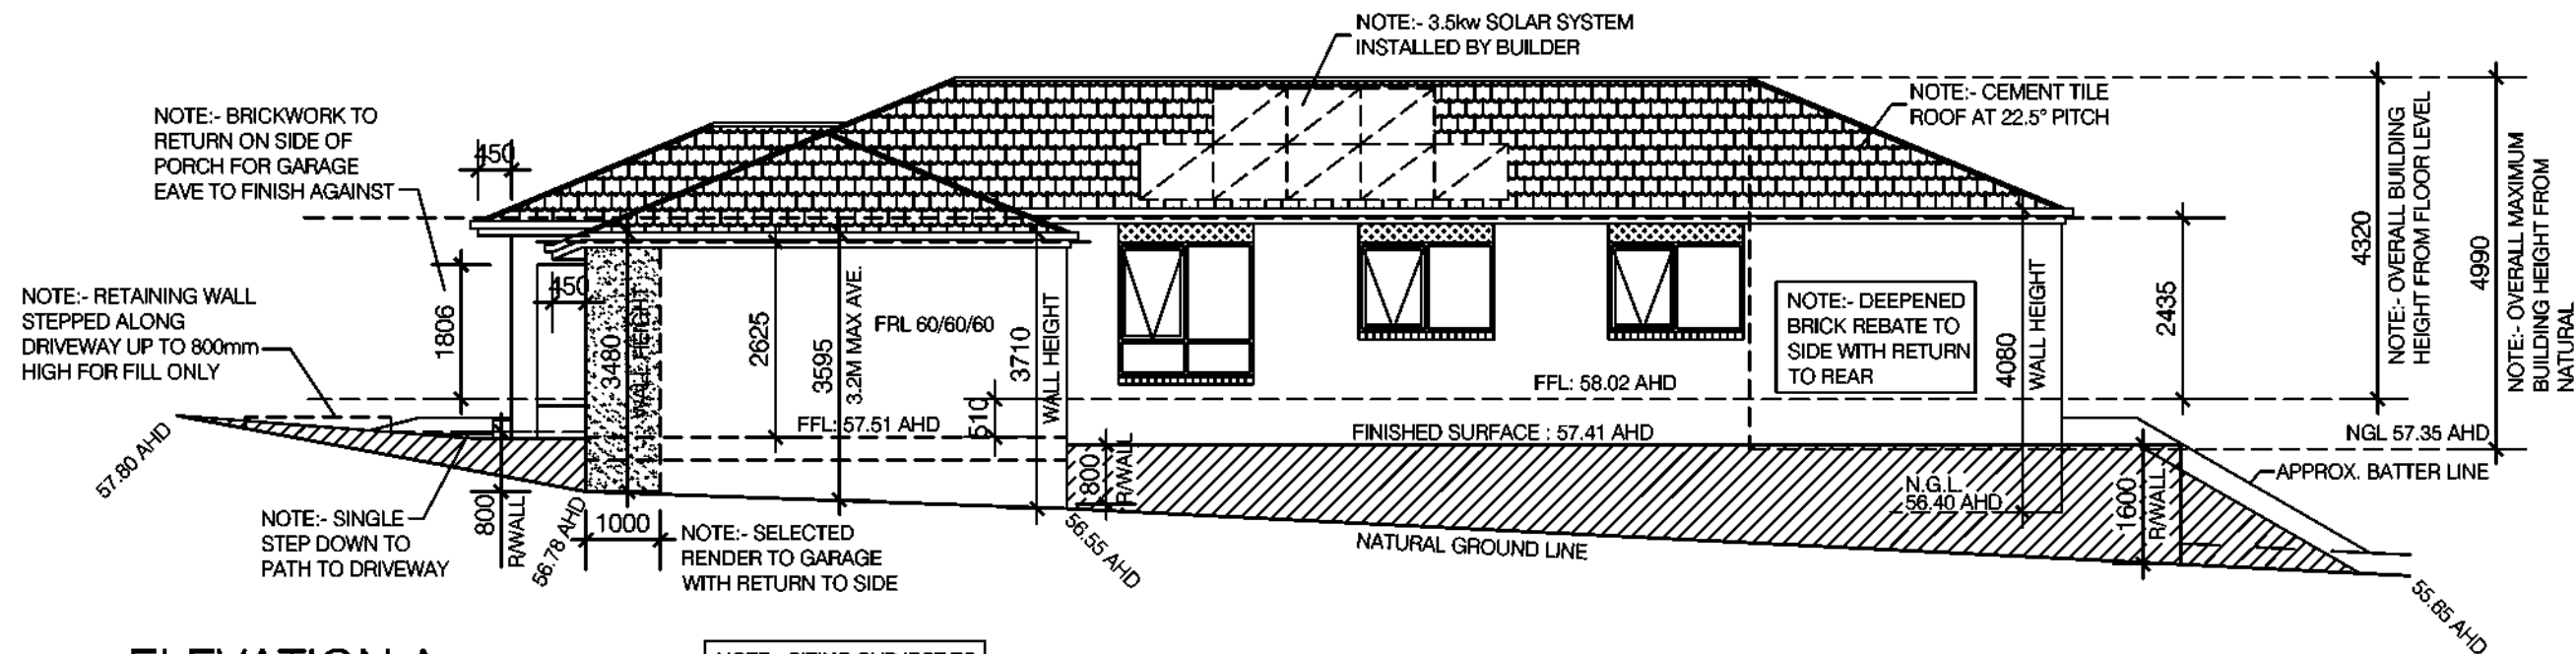 NOTE:- 3.5kw SOLAR SYSTEM
INSTALLED BY BUILDER
NOTE:- BRICKWORK TO
RETURN ON SIDE OF
PORCH FOR GARAGE
EAVE TO FINISH AGAINST
450
NOTE:- CEMENT TILE
ROOF AT 22.5° PITCH
4320
NOTE:- OVERALL BUILDING
HEIGHT FROM FLOOR LEVEL
4990
NOTE:- OVERALL MAXIMUM
BUILDING HEIGHT FROM
NATURAL
NOTE:- RETAINING WALL
STEPPED ALONG
DRIVEWAY UP TO 800mm
HIGH FOR FILL ONLY
1806
450
3480
WALL HEIGHT
2625
3595
3.2M MAX AVE.
FRL 60/60/60
3710
WALL HEIGHT
NOTE:- DEEPENED
BRICK REBATE TO
SIDE WITH RETURN
TO REAR
4080
WALL HEIGHT
2435
FFL: 58.02 AHD
510
FFL: 57.51 AHD
FINISHED SURFACE : 57.41 AHD
NGL 57.35 AHD
57.80 AHD
800
R/WALL
APPROX. BATTER LINE
N.G.L.
56.40 AHD
1600
R/WALL
NOTE:- SINGLE
STEP DOWN TO
PATH TO DRIVEWAY
800
R/WALL
56.78 AHD
1000
NOTE:- SELECTED
RENDER TO GARAGE
WITH RETURN TO SIDE
56.55 AHD
NATURAL GROUND LINE
55.85 AHD
ELEVATION A